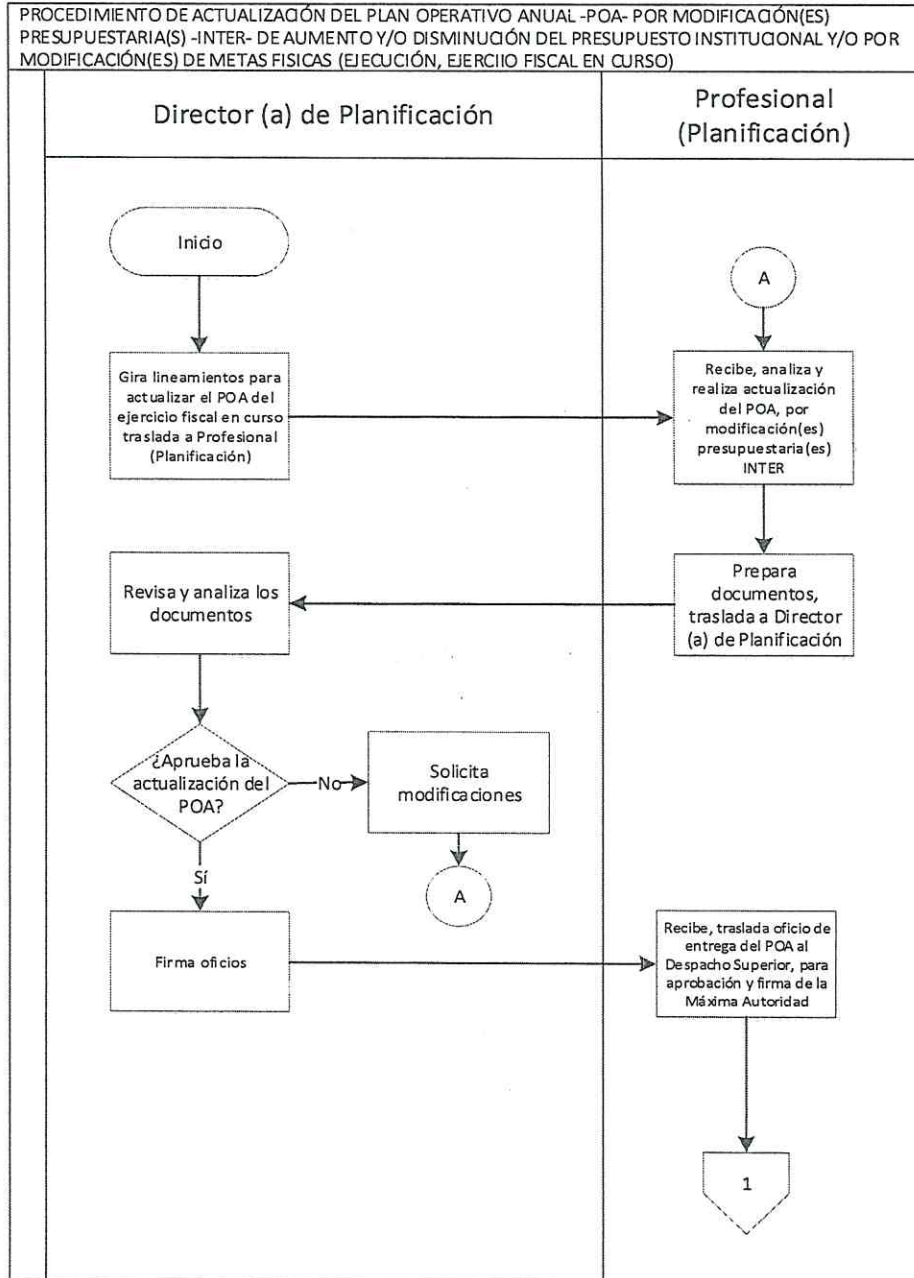 PROCEDIMIENTO DE ACTUALIZACIÓN DEL PLAN OPERATIVO ANUAL -POA- POR MODIFICACIÓN(ES)
PRESUPUESTARIA(S) -INTER- DE AUMENTO Y/O DISMINUCIÓN DEL PRESUPUESTO INSTITUCIONAL Y/O POR
MODIFICACIÓN(ES) DE METAS FISICAS (EJECUCIÓN, EJERCIIO FISCAL EN CURSO)
Director (a) de Planificación
Profesional
(Planificación)
Inicio
A
Gira lineamientos para
actualizar el POA del
ejercicio fiscal en curso
traslada a Profesional
(Planificación)
Recibe, analiza y
realiza actualización
del POA, por
modificación(es)
presupuestaria(es)
INTER
Prepara
documentos,
traslada a Director
(a) de Planificación
Revisa y analiza los
documentos
¿Aprueba la
actualización del
POA?
No
Solicita
modificaciones
A
Sí
Firma oficios
Recibe, traslada oficio de
entrega del POA al
Despacho Superior, para
aprobación y firma de la
Máxima Autoridad
1